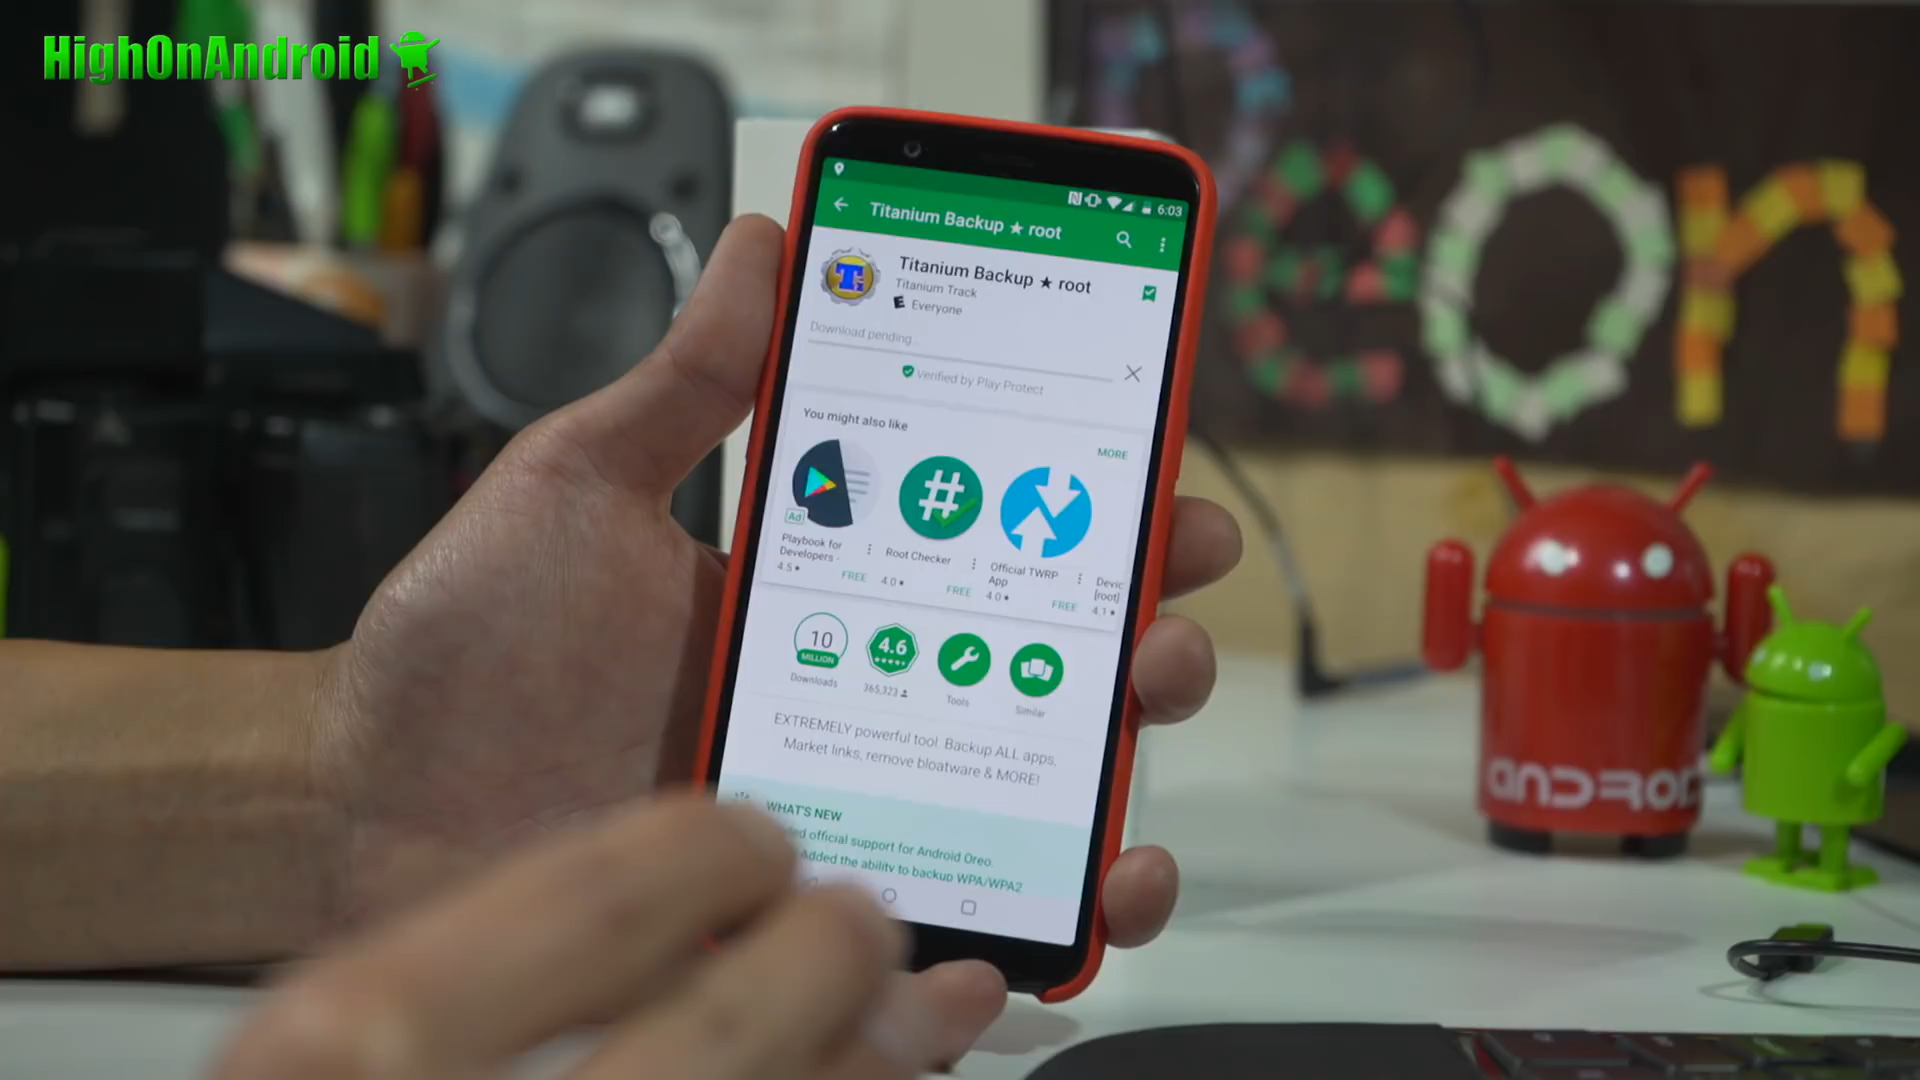 HighOnAndroid
Deon
6:03
Titanium Backup ★ root
Titanium Backup ★ root
Titanium Track
E Everyone
Download pending...
Verified by Play Protect
You might also like
MORE
Ad
Playbook for
Developers -
4.5★
FREE
Root Checker
4.0★
FREE
Official TWRP
App
4.0★
FREE
Devic
[root]
4.1★
10
MILLION
Downloads
4.6
365,323
Tools
Similar
EXTREMELY powerful tool. Backup ALL apps,
Market links, remove bloatware & MORE!
WHAT'S NEW
official support for Android Oreo.
Added the ability to backup WPA/WPA2
ANDROI